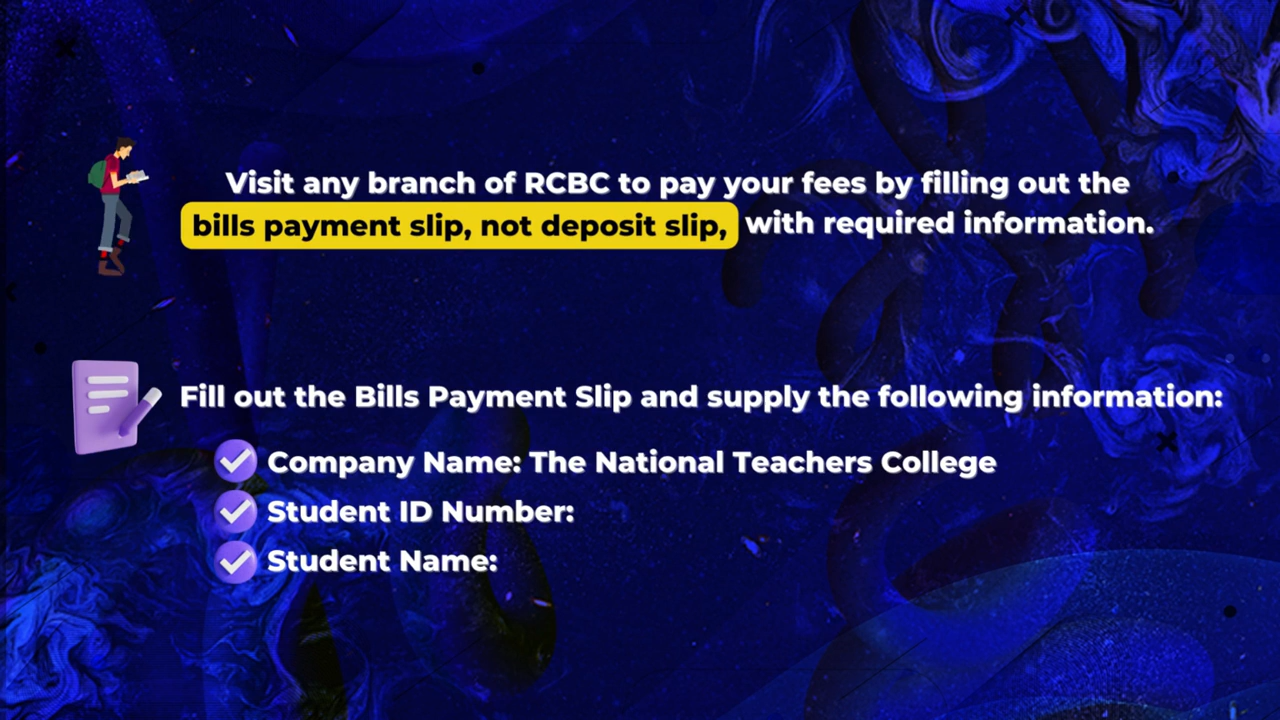 Visit any branch of RCBC to pay your fees by filling out the
bills payment slip, not deposit slip, with required information.
Fill out the Bills Payment Slip and supply the following information:
Company Name: The National Teachers College
Student ID Number:
Student Name: